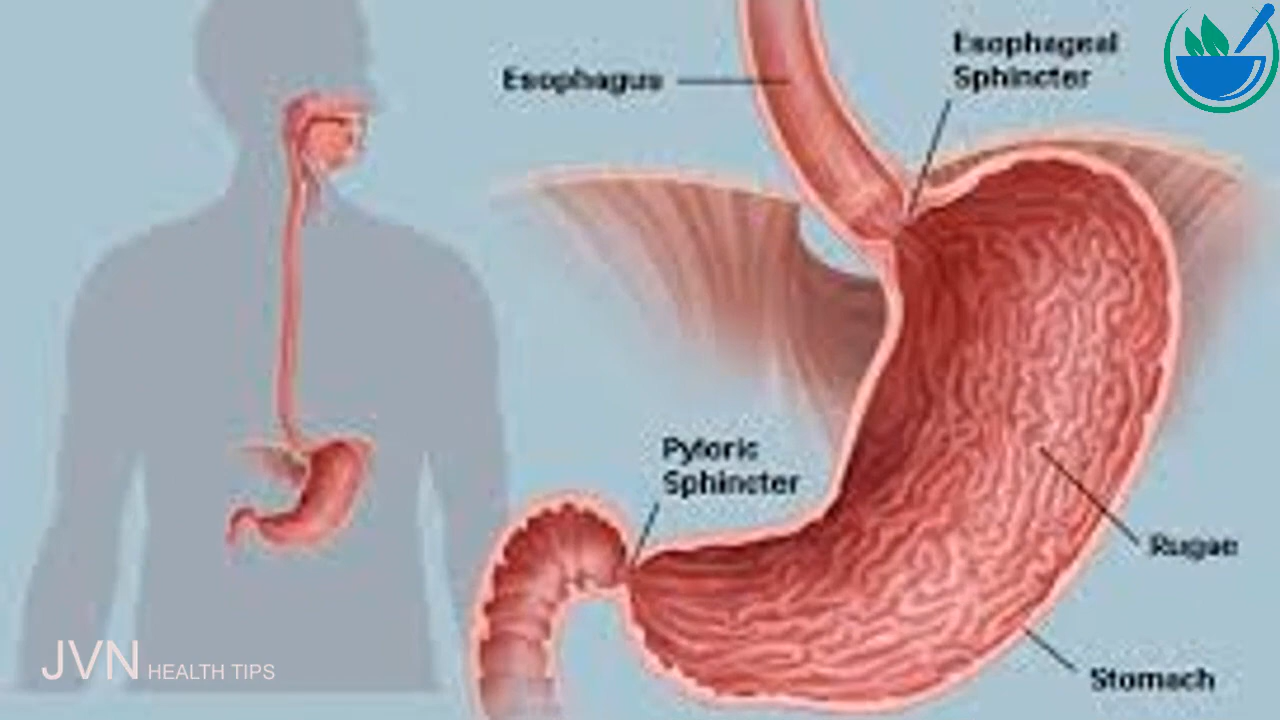 Esophagus
Esophageal
Sphincter
Pyloric
Sphincter
Rugae
Stomach
JVN HEALTH TIPS